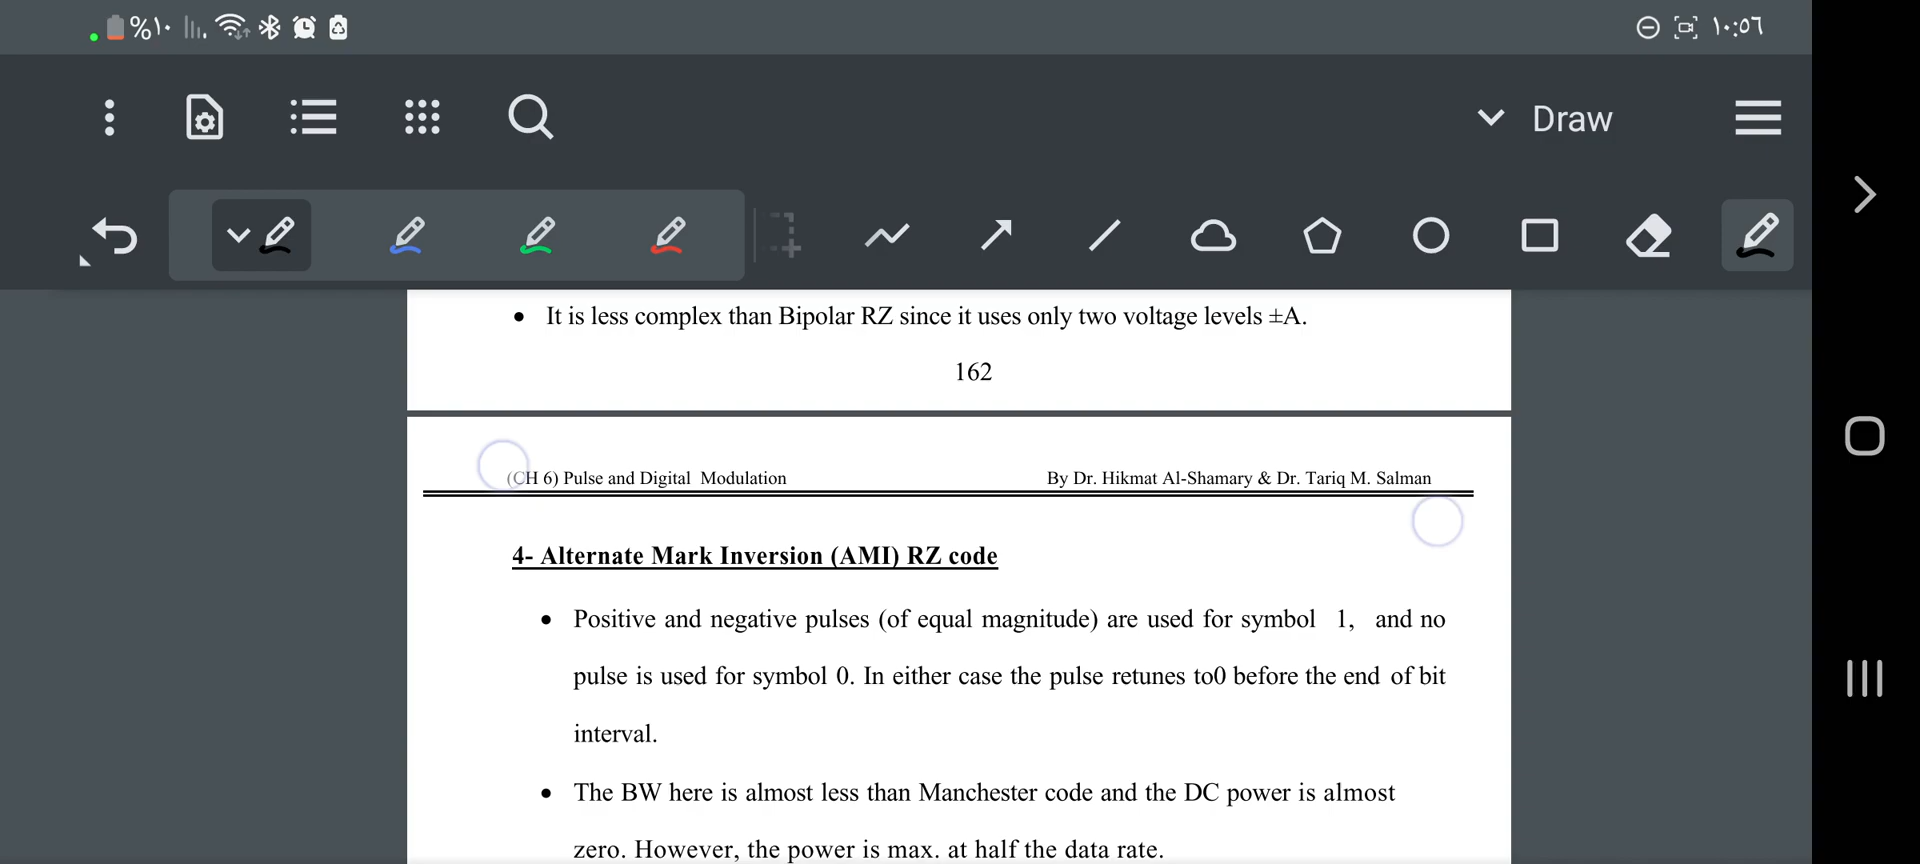 %١٠
١٠:٥٦
Draw
• It is less complex than Bipolar RZ since it uses only two voltage levels ±A.
162
(CH 6) Pulse and Digital Modulation
By Dr. Hikmat Al-Shamary & Dr. Tariq M. Salman
4- Alternate Mark Inversion (AMI) RZ code
• Positive and negative pulses (of equal magnitude) are used for symbol 1, and no
pulse is used for symbol 0. In either case the pulse retunes to0 before the end of bit
interval.
• The BW here is almost less than Manchester code and the DC power is almost
zero. However, the power is max. at half the data rate.